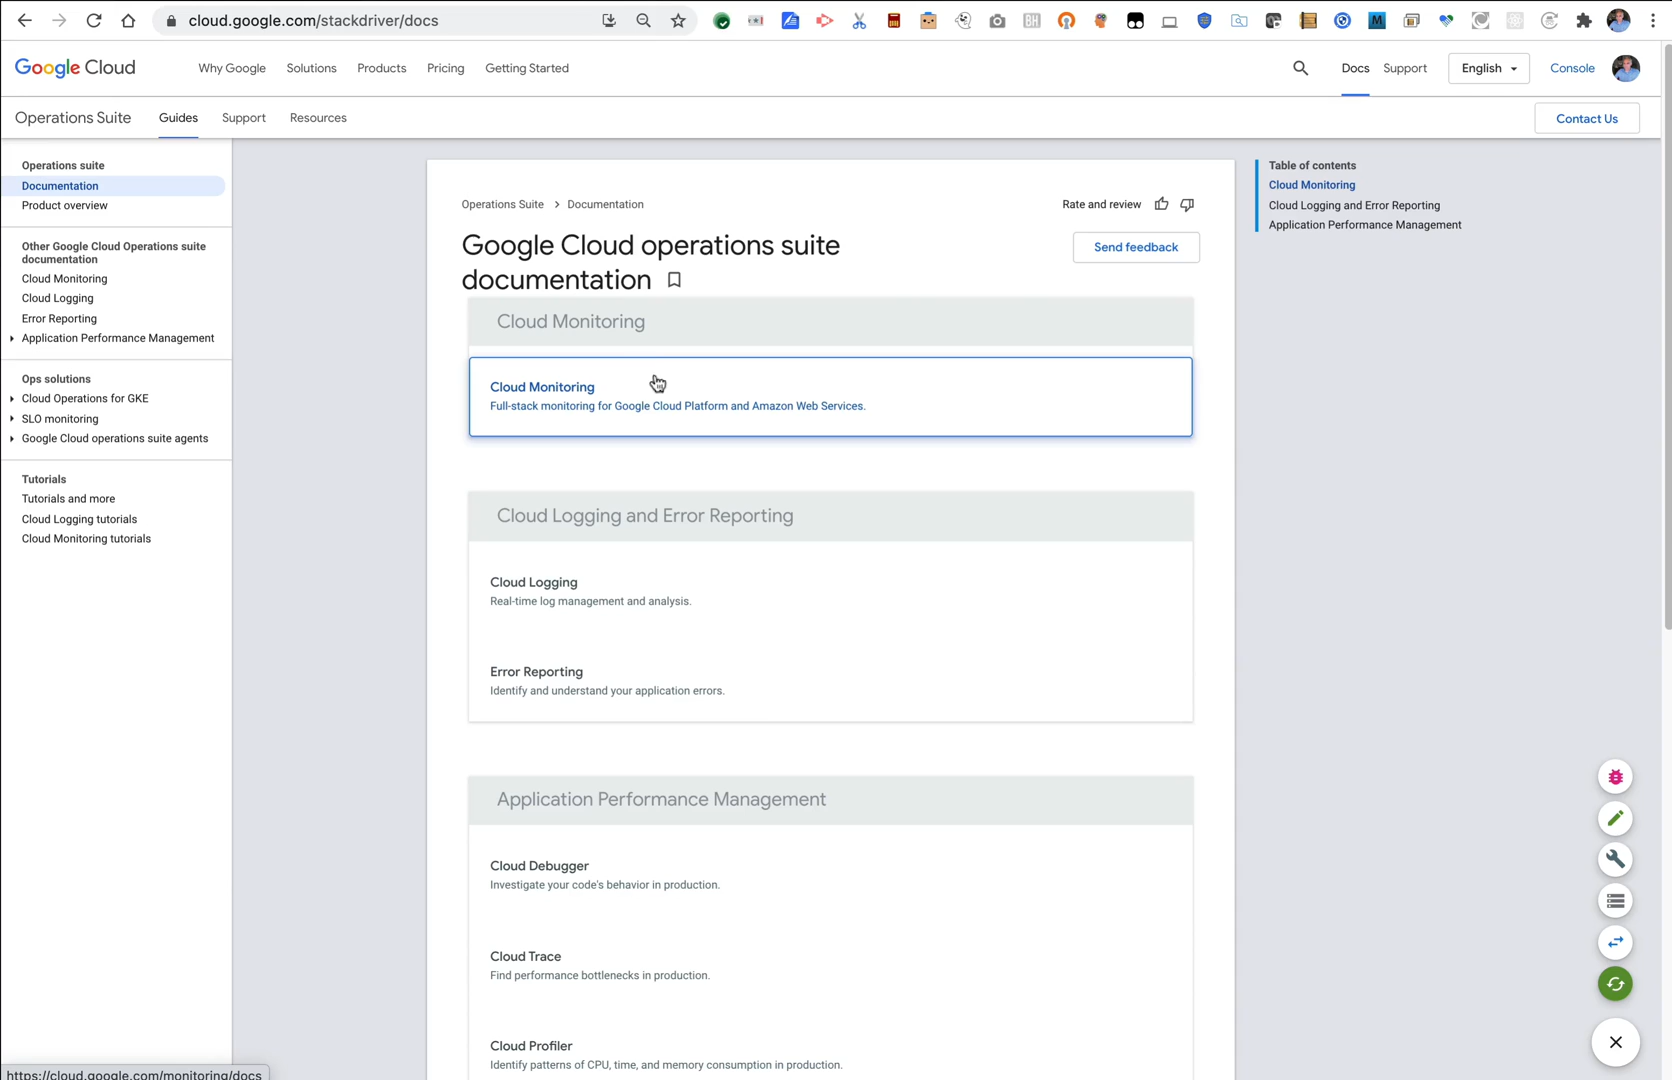 cloud.google.com/stackdriver/docs
Google Cloud
Why Google
Solutions
Products
Pricing
Getting Started
Docs
Support
English
Console
Operations Suite
Guides
Support
Resources
Contact Us
Operations suite
Documentation
Product overview
Other Google Cloud Operations suite
documentation
Cloud Monitoring
Cloud Logging
Error Reporting
Application Performance Management
Ops solutions
Cloud Operations for GKE
SLO monitoring
Google Cloud operations suite agents
Tutorials
Tutorials and more
Cloud Logging tutorials
Cloud Monitoring tutorials
Operations Suite > Documentation
Rate and review
Google Cloud operations suite
documentation
Send feedback
Cloud Monitoring
Cloud Monitoring
Full-stack monitoring for Google Cloud Platform and Amazon Web Services.
Cloud Logging and Error Reporting
Cloud Logging
Real-time log management and analysis.
Error Reporting
Identify and understand your application errors.
Application Performance Management
Cloud Debugger
Investigate your code's behavior in production.
Cloud Trace
Find performance bottlenecks in production.
Cloud Profiler
Identify patterns of CPU, time, and memory consumption in production.
Table of contents
Cloud Monitoring
Cloud Logging and Error Reporting
Application Performance Management
https://cloud.google.com/monitoring/docs